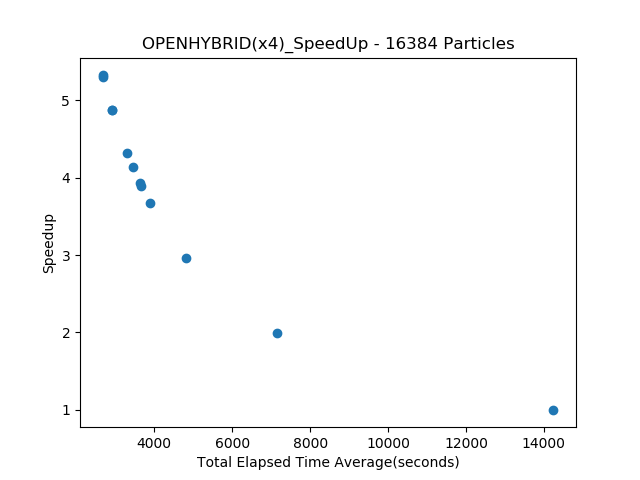 OPENHYBRID(x4)_SpeedUp - 16384 Particles
5
4
3
2
1
Speedup
4000 6000 8000 10000 12000 14000
Total Elapsed Time Average(seconds)